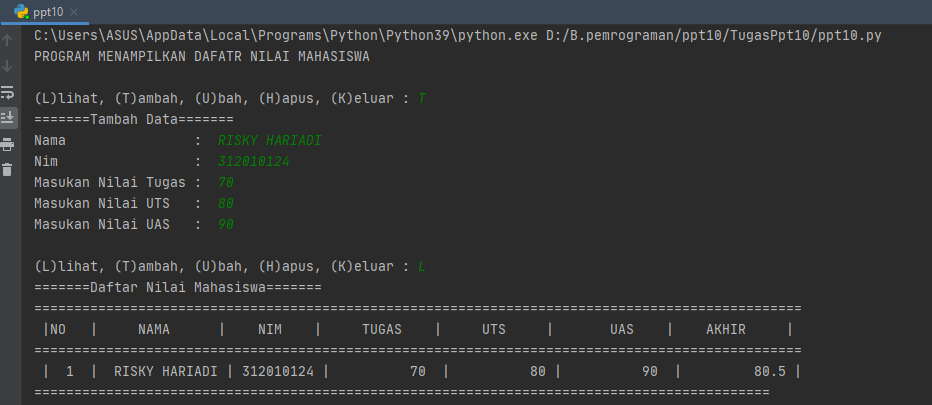 ppt10
C:\Users\ASUS\AppData\Local\Programs\Python\Python39\python.exe D:/B.pemrograman/ppt10/TugasPpt10/ppt10.py
PROGRAM MENAMPILKAN DAFATR NILAI MAHASISWA
(L)lihat, (T)ambah, (U)bah, (H)apus, (K)eluar : T
=======Tambah Data=======
Nama                :  RISKY HARIADI
Nim                 :  312010124
Masukan Nilai Tugas :  70
Masukan Nilai UTS   :  80
Masukan Nilai UAS   :  90
(L)lihat, (T)ambah, (U)bah, (H)apus, (K)eluar : L
=======Daftar Nilai Mahasiswa=======
================================================================================================
 |NO   |     NAMA      |    NIM    |     TUGAS    |     UTS     |       UAS    |    AKHIR     |
================================================================================================
 |  1  |  RISKY HARIADI | 312010124 |         70  |          80 |          90  |         80.5 |
============================================================================================